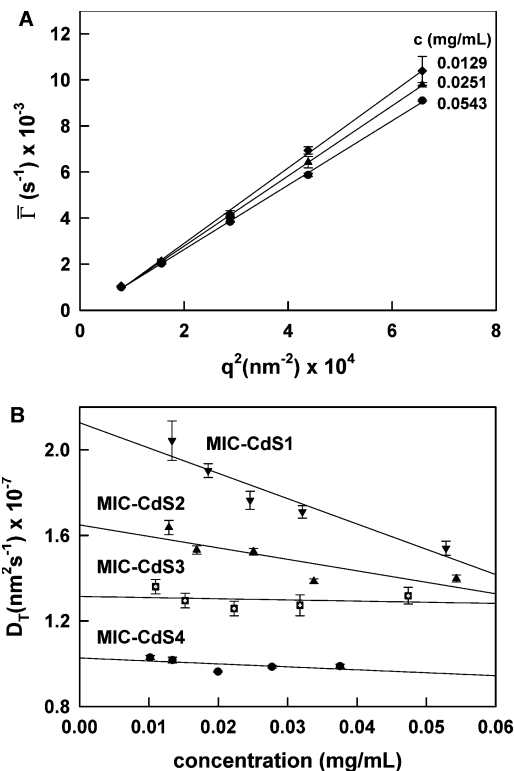 A
12
10
8
6
4
2
0
Γ̅ (s⁻¹) x 10⁻³
c (mg/mL)
0.0129
0.0251
0.0543
0 2 4 6 8
q²(nm⁻²) x 10⁴
B
2.0
1.6
1.2
0.8
D_T(nm²s⁻¹) x 10⁻⁷
MIC-CdS1
MIC-CdS2
MIC-CdS3
MIC-CdS4
0.00 0.01 0.02 0.03 0.04 0.05 0.06
concentration (mg/mL)